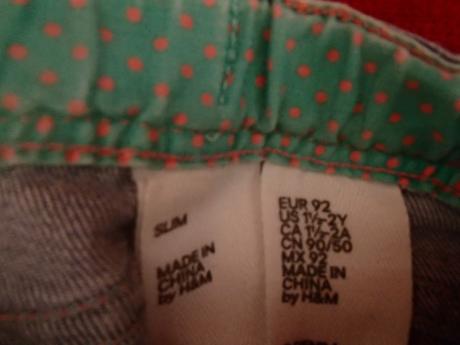 SLIM
MADE IN
CHINA
by H&M
EUR 92
US 1½-2Y
CA 1½-2A
CN 90/50
MX 92
MADE IN
CHINA
by H&M